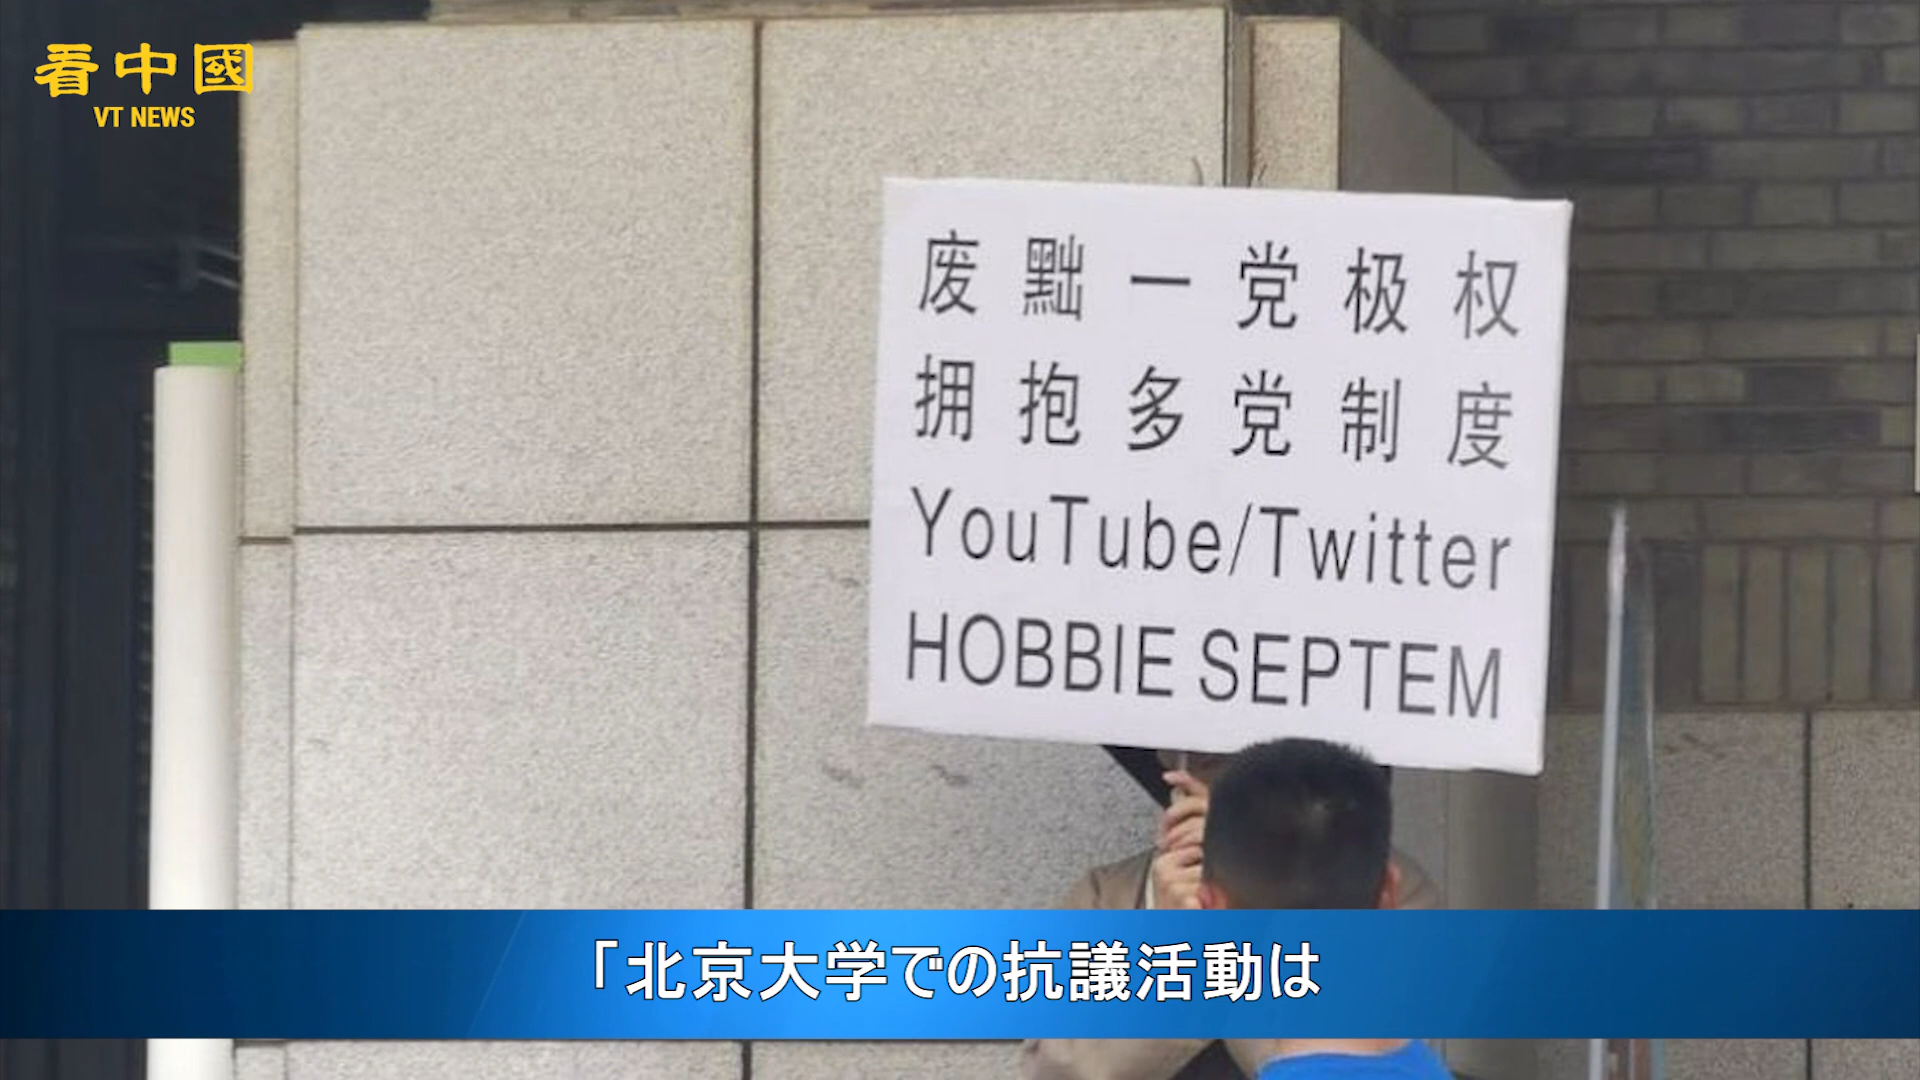 看中國
VT NEWS
废黜一党极权
拥抱多党制度
YouTube/Twitter
HOBBIE SEPTEM
「北京大学での抗議活動は